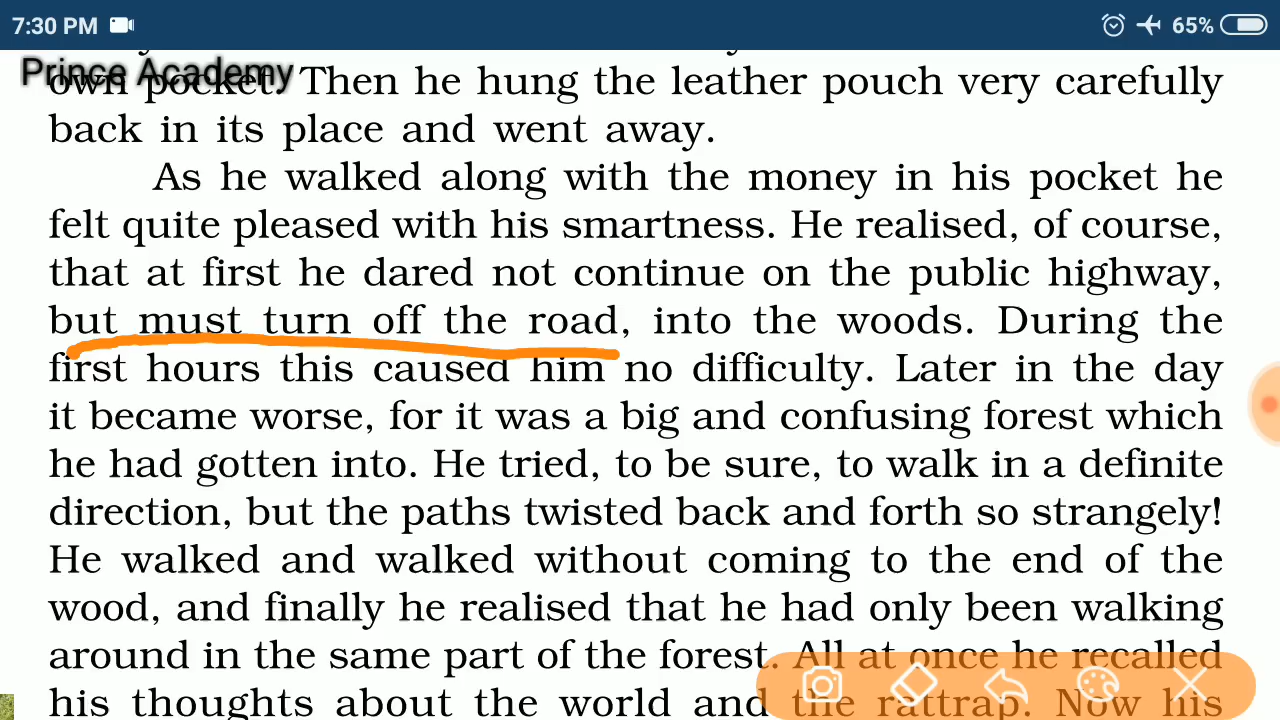 7:30 PM 65%
Prince Academy
own pocket. Then he hung the leather pouch very carefully
back in its place and went away.
As he walked along with the money in his pocket he
felt quite pleased with his smartness. He realised, of course,
that at first he dared not continue on the public highway,
but must turn off the road, into the woods. During the
first hours this caused him no difficulty. Later in the day
it became worse, for it was a big and confusing forest which
he had gotten into. He tried, to be sure, to walk in a definite
direction, but the paths twisted back and forth so strangely!
He walked and walked without coming to the end of the
wood, and finally he realised that he had only been walking
around in the same part of the forest. All at once he recalled
his thoughts about the world and the rattrap. Now his